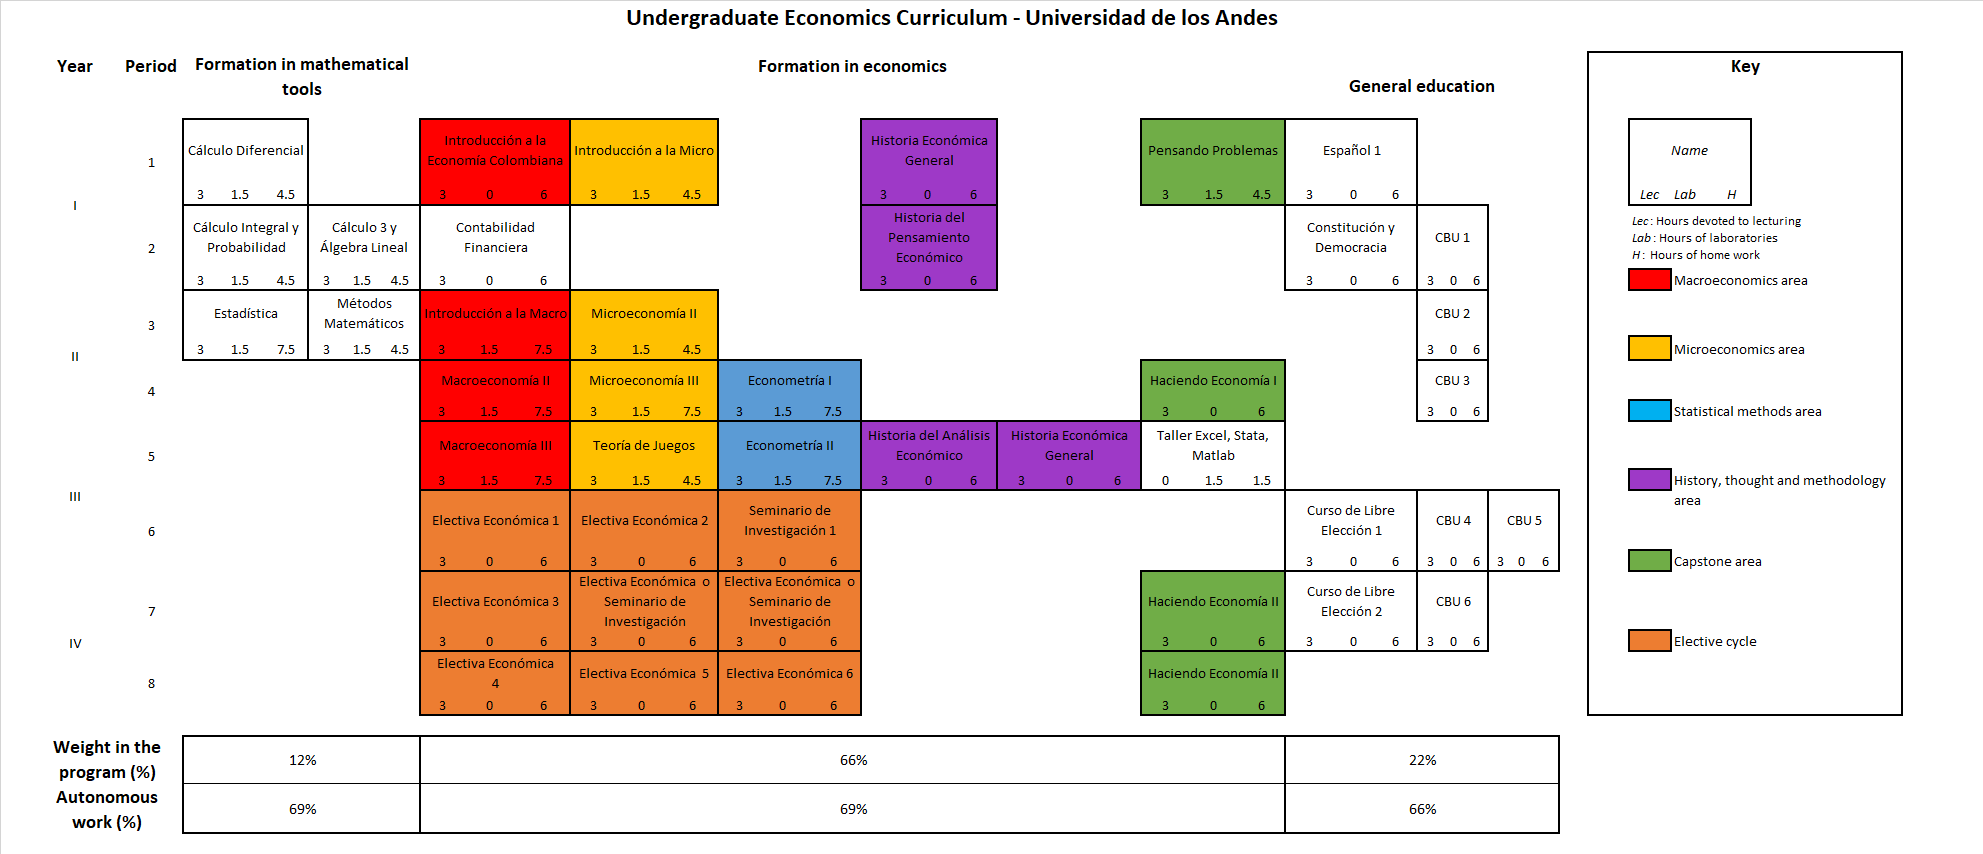 Undergraduate Economics Curriculum - Universidad de los Andes
Year
Period
Formation in mathematical
tools
Formation in economics
General education
Key
1
Cálculo Diferencial
3 1.5 4.5
Introducción a la
Economía Colombiana
3 0 6
Introducción a la Micro
3 1.5 4.5
Historia Económica
General
3 0 6
Pensando Problemas
3 1.5 4.5
Español 1
3 0 6
I
2
Cálculo Integral y
Probabilidad
3 1.5 4.5
Cálculo 3 y
Álgebra Lineal
3 1.5 4.5
Contabilidad
Financiera
3 0 6
Historia del
Pensamiento
Económico
3 0 6
Constitución y
Democracia
3 0 6
CBU 1
3 0 6
3
Estadística
3 1.5 7.5
Métodos
Matemáticos
3 1.5 4.5
Introducción a la Macro
3 1.5 7.5
Microeconomía II
3 1.5 4.5
CBU 2
3 0 6
II
4
Macroeconomía II
3 1.5 7.5
Microeconomía III
3 1.5 7.5
Econometría I
3 1.5 7.5
Haciendo Economía I
3 0 6
CBU 3
3 0 6
5
Macroeconomía III
3 1.5 7.5
Teoría de Juegos
3 1.5 4.5
Econometría II
3 1.5 7.5
Historia del Análisis
Económico
3 0 6
Historia Económica
General
3 0 6
Taller Excel, Stata,
Matlab
0 1.5 1.5
III
6
Electiva Económica 1
3 0 6
Electiva Económica 2
3 0 6
Seminario de
Investigación 1
3 0 6
Curso de Libre
Elección 1
3 0 6
CBU 4
3 0 6
CBU 5
3 0 6
7
Electiva Económica 3
3 0 6
Electiva Económica o
Seminario de
Investigación
3 0 6
Electiva Económica o
Seminario de
Investigación
3 0 6
Haciendo Economía II
3 0 6
Curso de Libre
Elección 2
3 0 6
CBU 6
3 0 6
IV
8
Electiva Económica
4
3 0 6
Electiva Económica 5
3 0 6
Electiva Económica 6
3 0 6
Haciendo Economía II
3 0 6
Name
Lec Lab H
Lec : Hours devoted to lecturing
Lab : Hours of laboratories
H : Hours of home work
Macroeconomics area
Microeconomics area
Statistical methods area
History, thought and methodology
area
Capstone area
Elective cycle
Weight in the
program (%)
12% 66% 22%
Autonomous
work (%)
69% 69% 66%